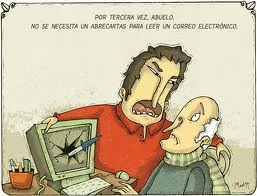 POR TERCERA VEZ, ABUELO.
NO SE NECESITA UN ABRECARTAS PARA LEER UN CORREO ELECTRÓNICO.